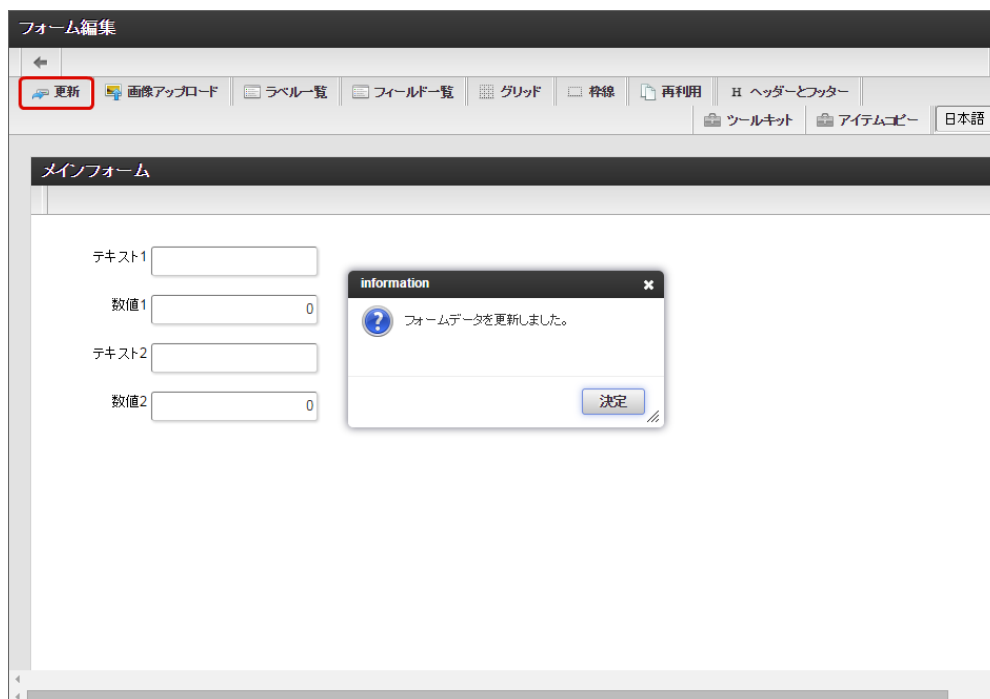 フォーム編集
更新 画像アップロード ラベル一覧 フィールド一覧 グリッド 枠線 再利用 H ヘッダーとフッター
ツールキット アイテムコピー 日本語
メインフォーム
テキスト1
information
数値1 0
フォームデータを更新しました。
テキスト2
決定
数値2 0